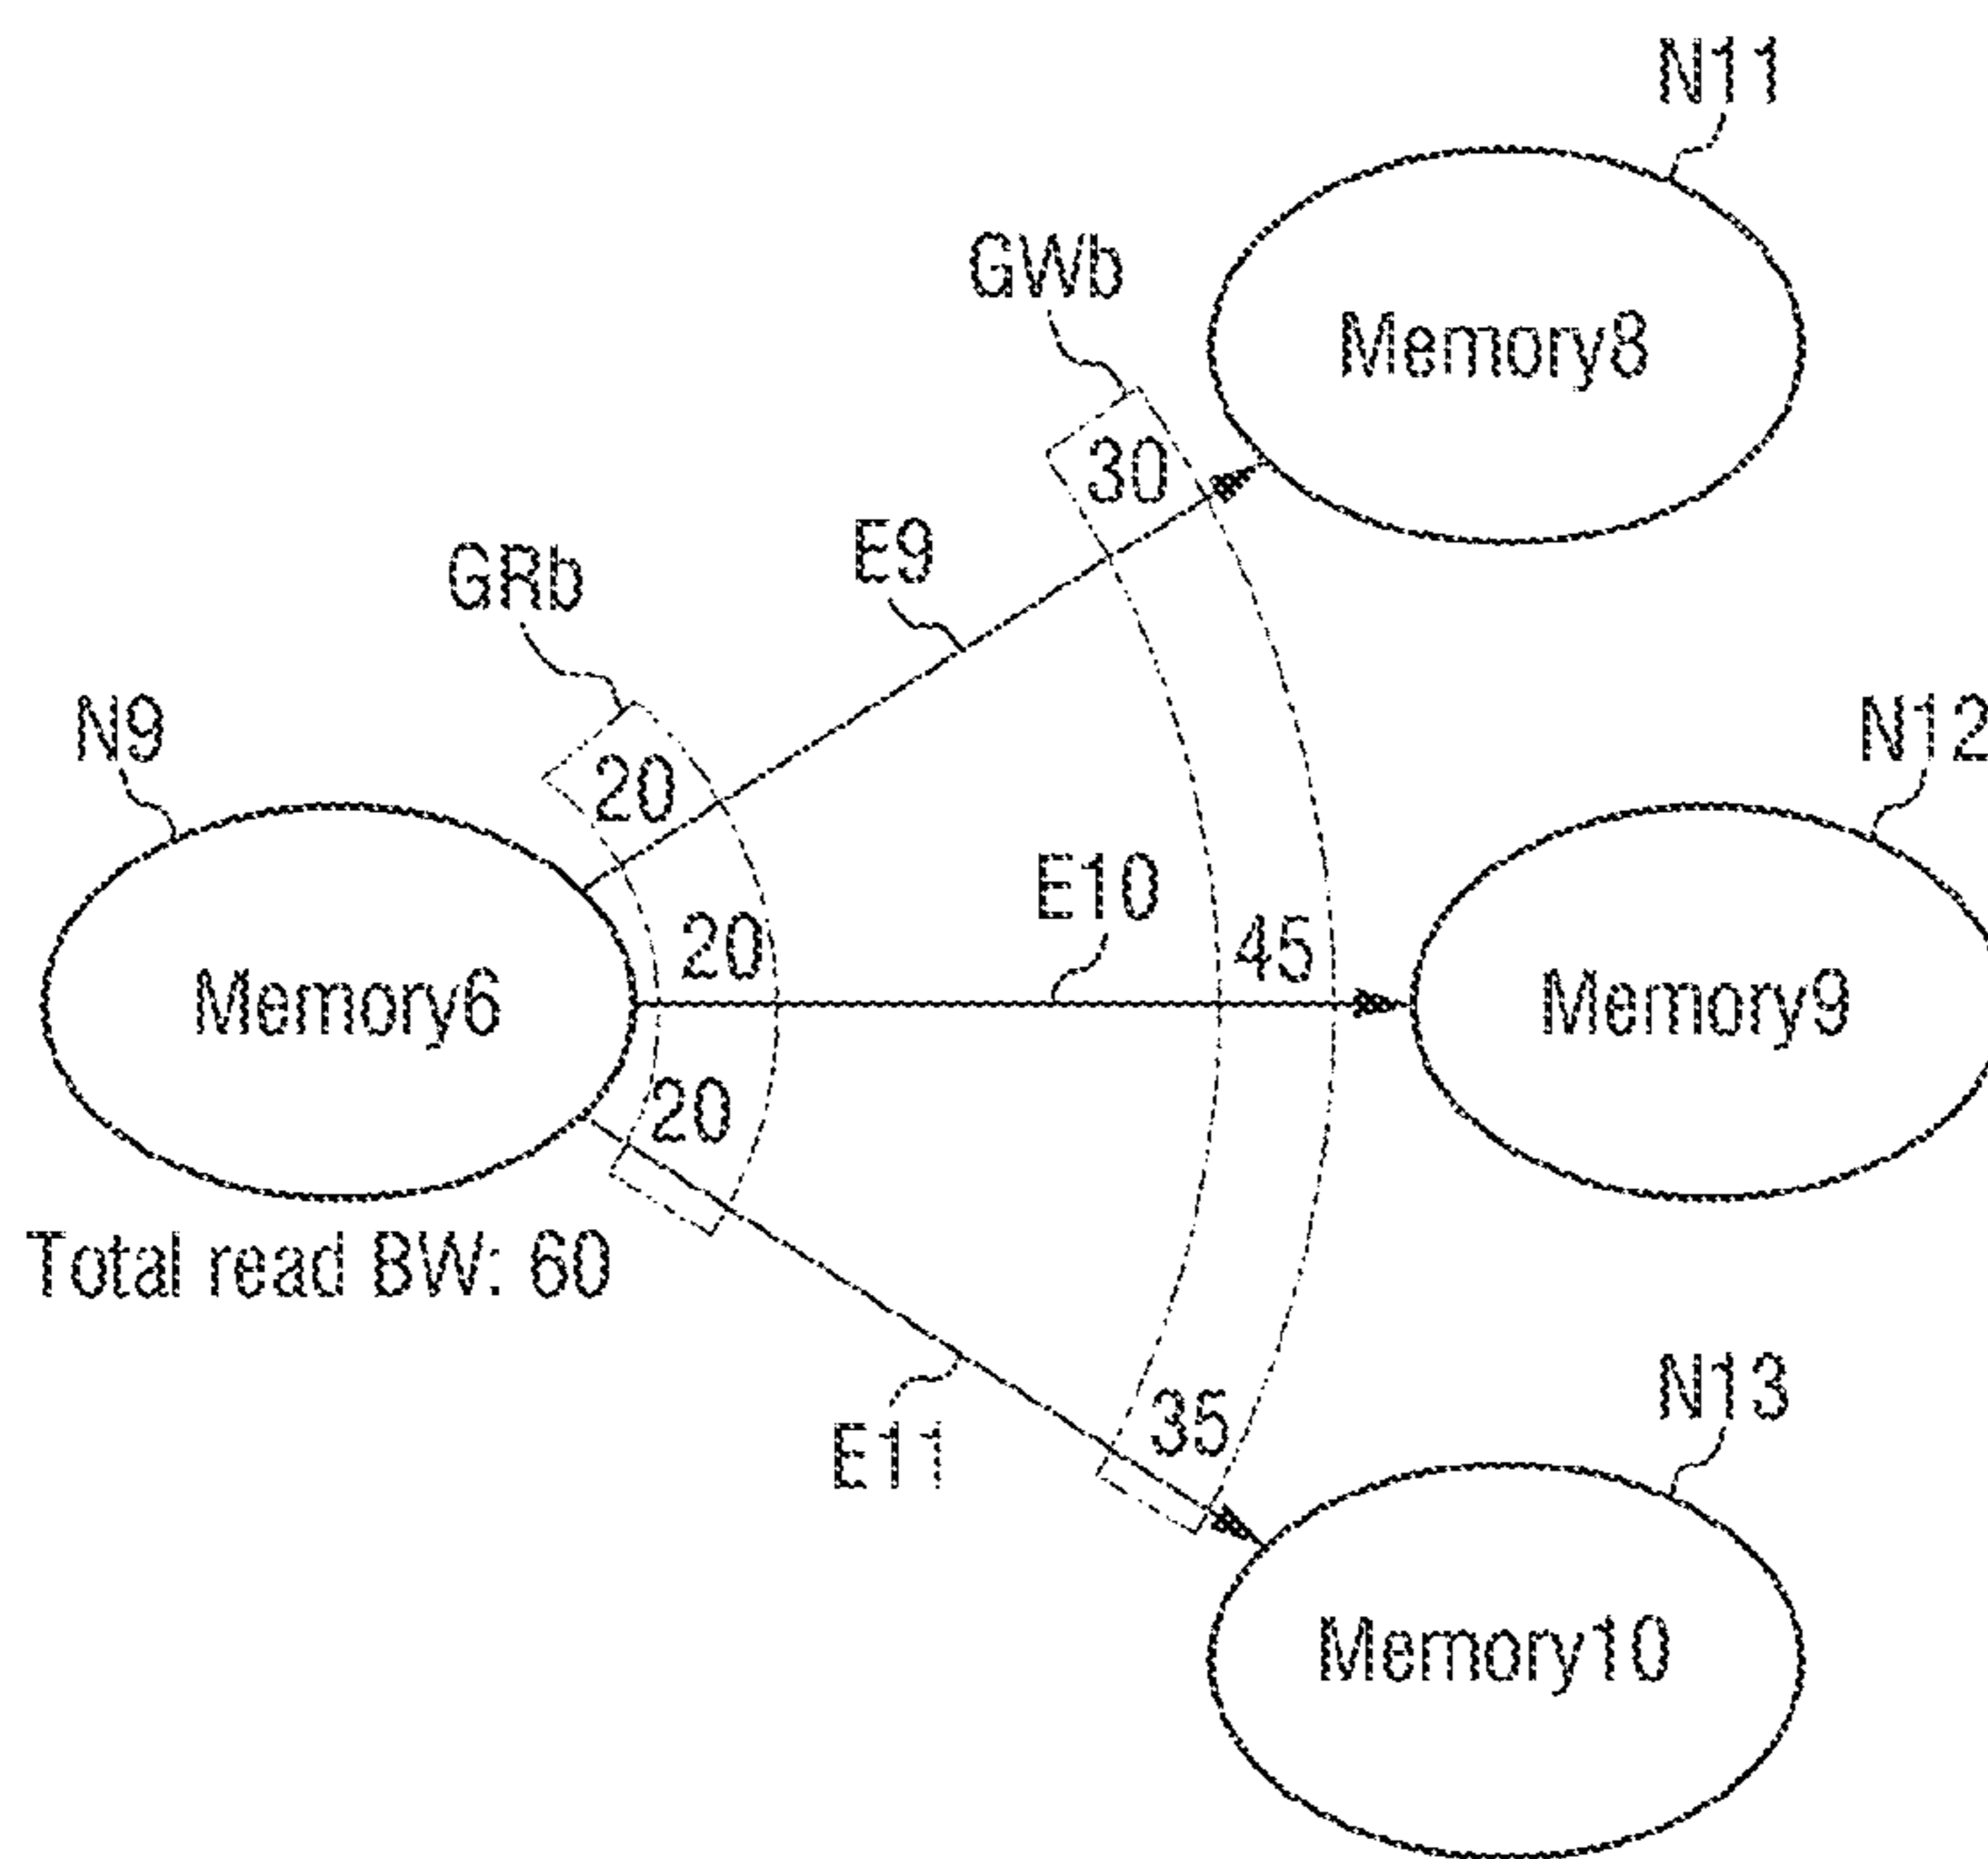 N11
GWb
Memory8
30
E9
GRb
N9
N12
20
E10
20
45
Memory6
Memory9
20
Total read BW: 60
N13
35
E11
Memory10